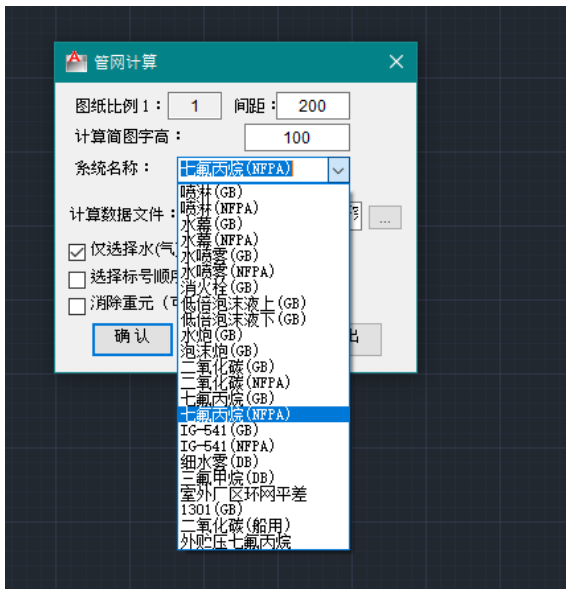 管网计算
图纸比例 1： 1 间距： 200
计算简图字高： 100
系统名称： 七氟丙烷(NFPA)
计算数据文件： ...
仅选择水(气
选择标号顺
消除重元（
确 认
喷淋(GB)
喷淋(NFPA)
水幕(GB)
水幕(NFPA)
水喷雾(GB)
水喷雾(NFPA)
消火栓(GB)
低倍泡沫液上(GB)
低倍泡沫液下(GB)
水炮(GB)
泡沫炮(GB)
二氧化碳(GB)
二氧化碳(NFPA)
七氟丙烷(GB)
七氟丙烷(NFPA)
IG-541(GB)
IG-541(NFPA)
细水雾(DB)
三氟甲烷(DB)
室外厂区环网平差
1301(GB)
二氧化碳(船用)
外贮压七氟丙烷